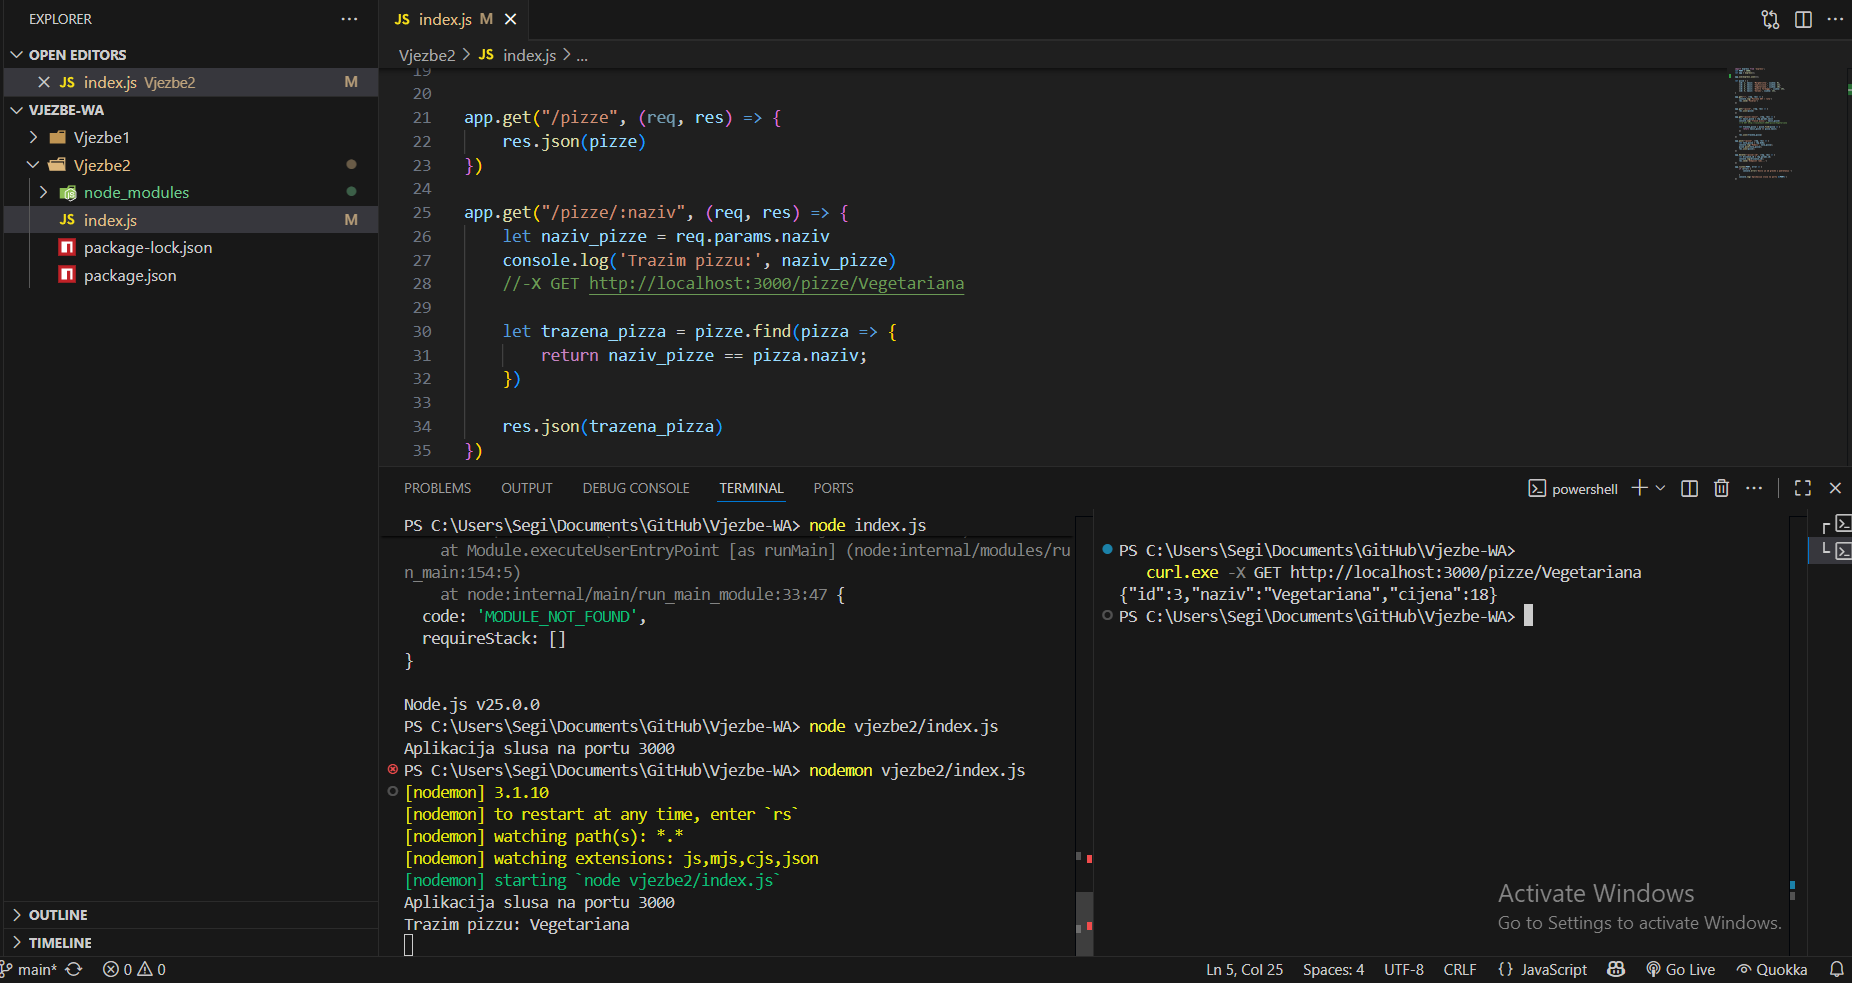 EXPLORER
OPEN EDITORS
JS index.js Vjezbe2 M
VJEZBE-WA
Vjezbe1
Vjezbe2
node_modules
JS index.js M
package-lock.json
package.json
OUTLINE
TIMELINE
JS index.js M
Vjezbe2 > JS index.js > ...
19
20
21 app.get("/pizze", (req, res) => {
22 res.json(pizze)
23 })
24
25 app.get("/pizze/:naziv", (req, res) => {
26 let naziv_pizze = req.params.naziv
27 console.log('Trazim pizzu:', naziv_pizze)
28 //-X GET http://localhost:3000/pizze/Vegetariana
29
30 let trazena_pizza = pizze.find(pizza => {
31 return naziv_pizze == pizza.naziv;
32 })
33
34 res.json(trazena_pizza)
35 })
PROBLEMS OUTPUT DEBUG CONSOLE TERMINAL PORTS
powershell
PS C:\Users\Segi\Documents\GitHub\Vjezbe-WA> node index.js
at Module.executeUserEntryPoint [as runMain] (node:internal/modules/ru
n_main:154:5)
at node:internal/main/run_main_module:33:47 {
code: 'MODULE_NOT_FOUND',
requireStack: []
}
Node.js v25.0.0
PS C:\Users\Segi\Documents\GitHub\Vjezbe-WA> node vjezbe2/index.js
Aplikacija slusa na portu 3000
PS C:\Users\Segi\Documents\GitHub\Vjezbe-WA> nodemon vjezbe2/index.js
[nodemon] 3.1.10
[nodemon] to restart at any time, enter `rs`
[nodemon] watching path(s): *.*
[nodemon] watching extensions: js,mjs,cjs,json
[nodemon] starting `node vjezbe2/index.js`
Aplikacija slusa na portu 3000
Trazim pizzu: Vegetariana
PS C:\Users\Segi\Documents\GitHub\Vjezbe-WA>
curl.exe -X GET http://localhost:3000/pizze/Vegetariana
{"id":3,"naziv":"Vegetariana","cijena":18}
PS C:\Users\Segi\Documents\GitHub\Vjezbe-WA>
Activate Windows
Go to Settings to activate Windows.
main* 0 0 Ln 5, Col 25 Spaces: 4 UTF-8 CRLF {} JavaScript Go Live Quokka